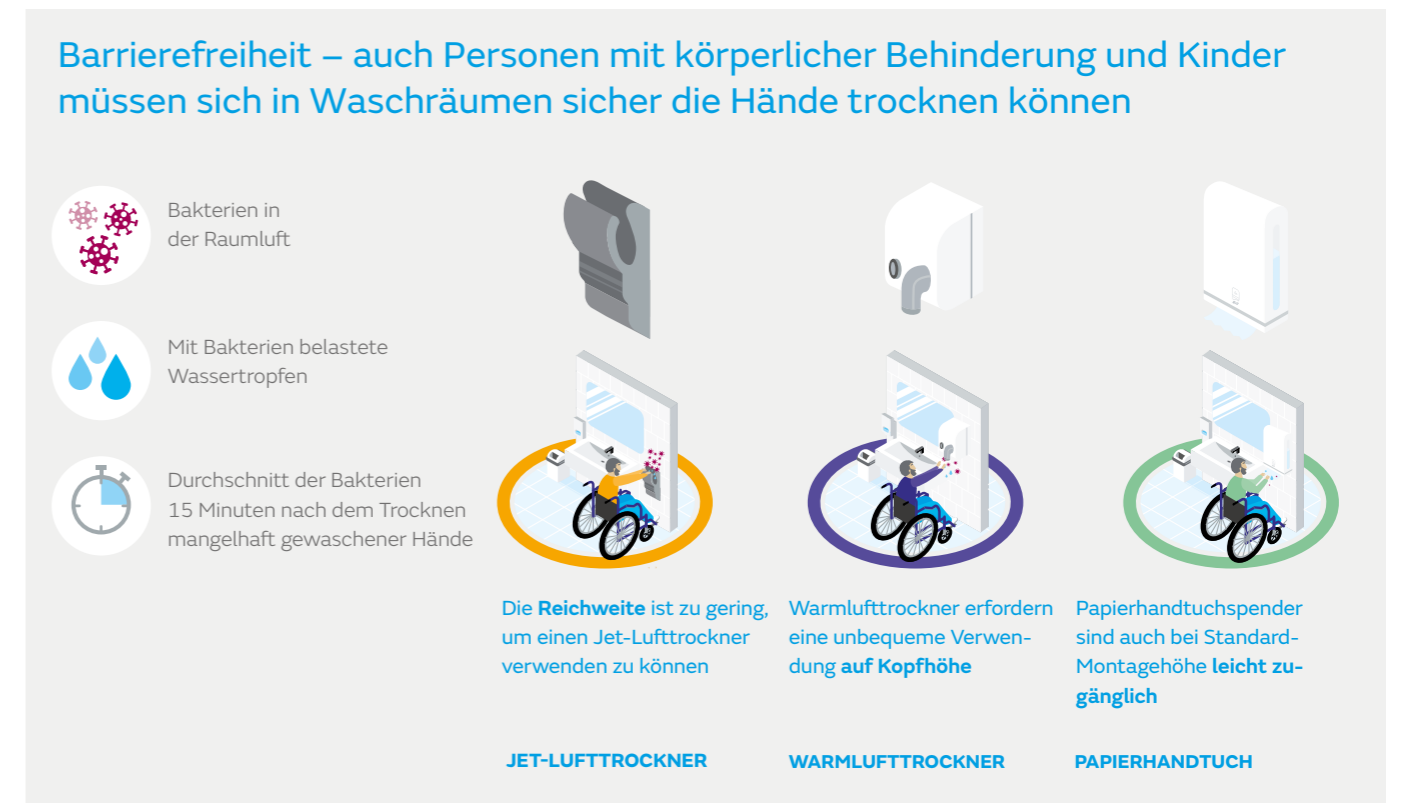 Barrierefreiheit – auch Personen mit körperlicher Behinderung und Kinder
müssen sich in Waschräumen sicher die Hände trocknen können
Bakterien in
der Raumluft
Mit Bakterien belastete
Wassertropfen
Durchschnitt der Bakterien
15 Minuten nach dem Trocknen
mangelhaft gewaschener Hände
Die Reichweite ist zu gering,
um einen Jet-Lufttrockner
verwenden zu können
JET-LUFTTROCKNER
Warmlufttrockner erfordern
eine unbequeme Verwen-
dung auf Kopfhöhe
WARMLUFTTROCKNER
Papierhandtuchspender
sind auch bei Standard-
Montagehöhe leicht zu-
gänglich
PAPIERHANDTUCH